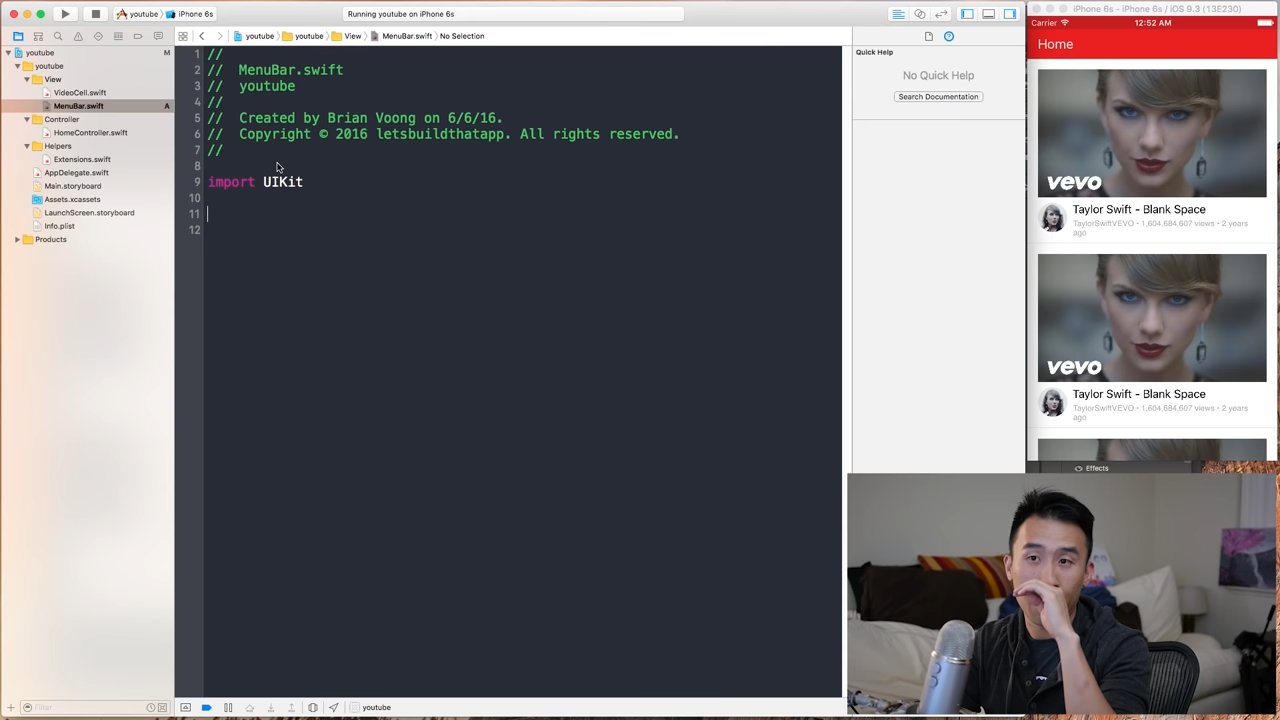 youtube
iPhone 6s
Running youtube on iPhone 6s
youtube
youtube
View
MenuBar.swift
No Selection
youtube
M
youtube
View
VideoCell.swift
MenuBar.swift
A
Controller
HomeController.swift
Helpers
Extensions.swift
AppDelegate.swift
Main.storyboard
Assets.xcassets
LaunchScreen.storyboard
Info.plist
Products
Filter
1 //
2 // MenuBar.swift
3 // youtube
4 //
5 // Created by Brian Voong on 6/6/16.
6 // Copyright © 2016 letsbuildthatapp. All rights reserved.
7 //
8
9 import UIKit
10
11
12
youtube
Quick Help
No Quick Help
Search Documentation
iPhone 6s - iPhone 6s / iOS 9.3 (13E230)
Carrier
12:52 AM
Home
vevo
Taylor Swift - Blank Space
TaylorSwiftVEVO • 1,604,684,607 views • 2 years
ago
vevo
Taylor Swift - Blank Space
TaylorSwiftVEVO • 1,604,684,607 views • 2 years
ago
Effects